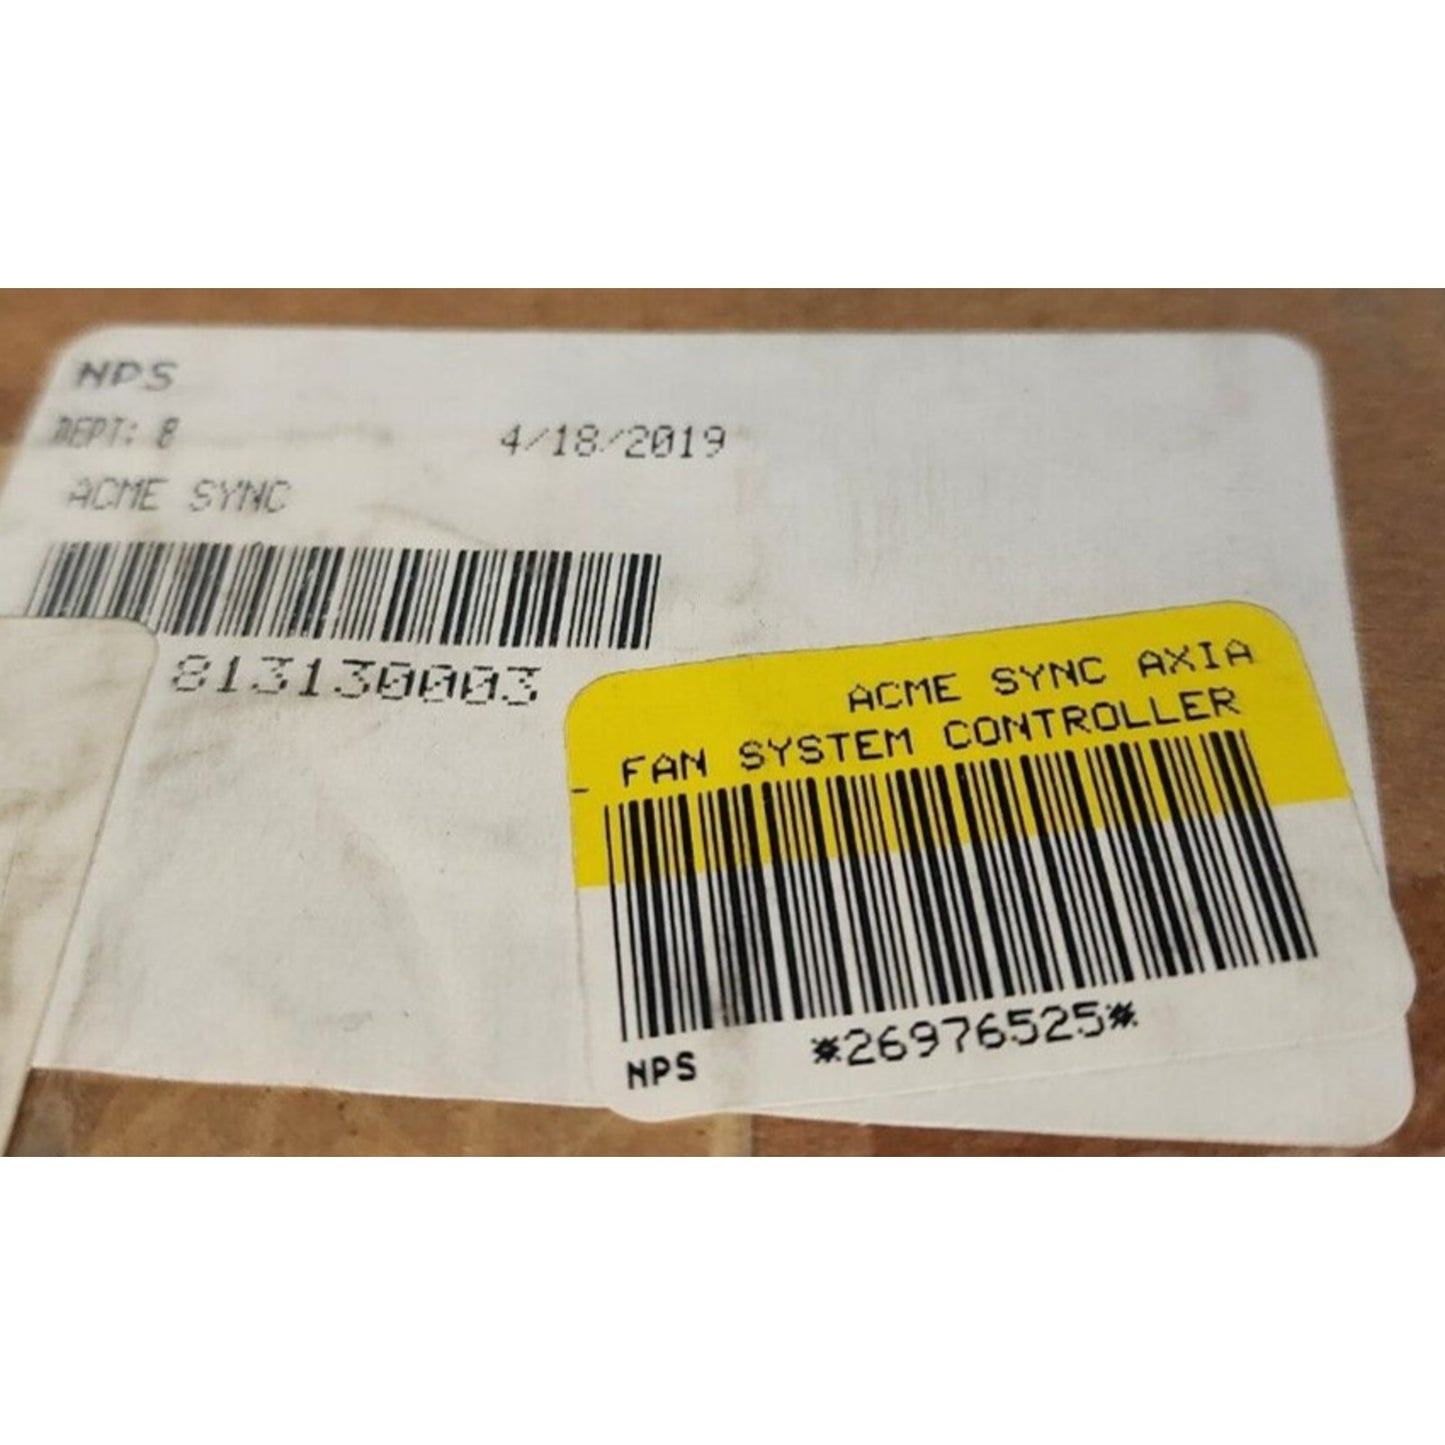 NPS
DEPT: 8
4/18/2019
ACME SYNC
813130003
ACME SYNC AXIA
FAN SYSTEM CONTROLLER
NPS
*26976525*